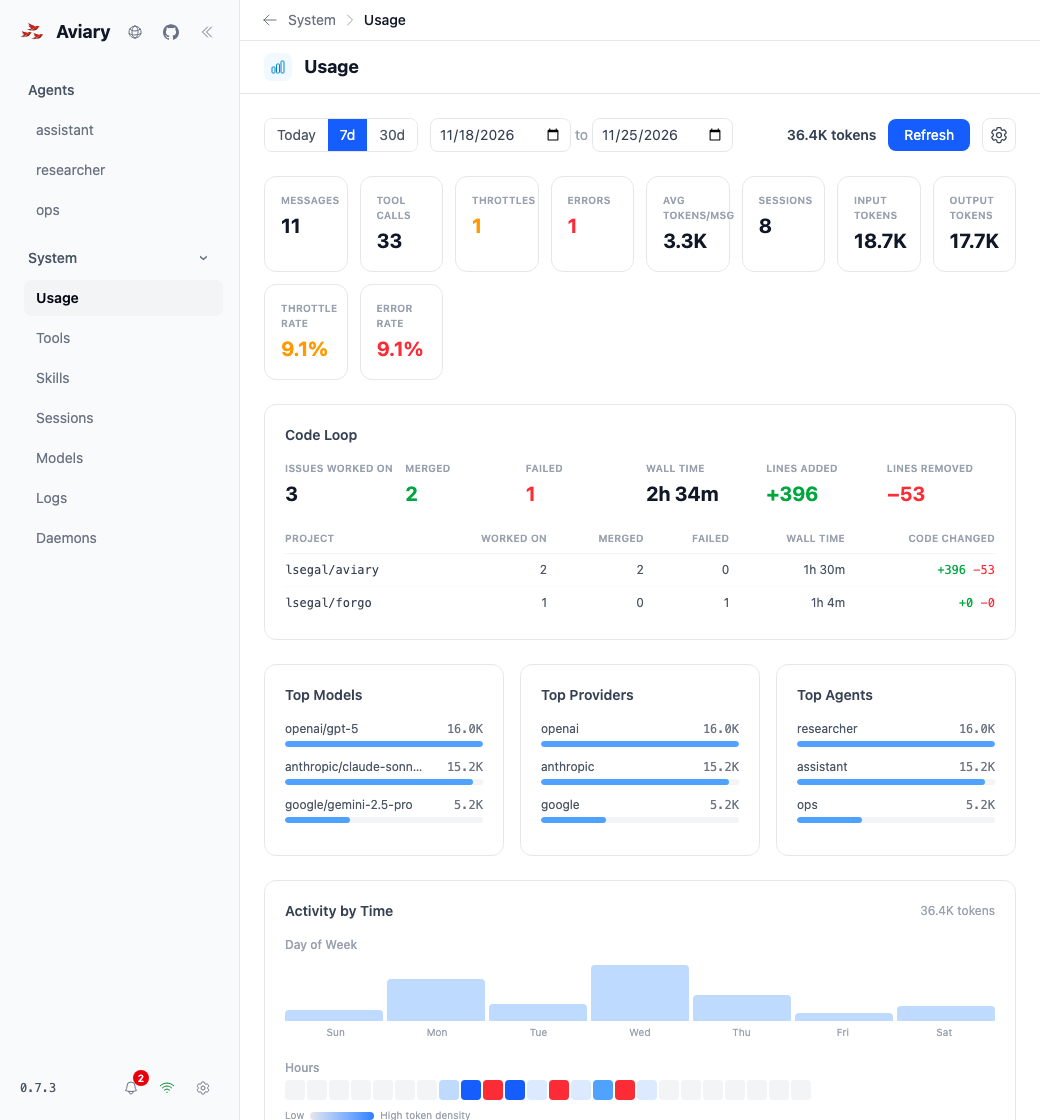 Aviary
Agents
assistant
researcher
ops
System
Usage
Tools
Skills
Sessions
Models
Logs
Daemons
0.7.3
2
System
Usage
Usage
Today 7d 30d 11/18/2026 to 11/25/2026 36.4K tokens Refresh
MESSAGES
11
TOOL
CALLS
33
THROTTLES
1
ERRORS
1
AVG
TOKENS/MSG
3.3K
SESSIONS
8
INPUT
TOKENS
18.7K
OUTPUT
TOKENS
17.7K
THROTTLE
RATE
9.1%
ERROR
RATE
9.1%
Code Loop
ISSUES WORKED ON MERGED FAILED WALL TIME LINES ADDED LINES REMOVED
3 2 1 2h 34m +396 −53
PROJECT WORKED ON MERGED FAILED WALL TIME CODE CHANGED
lsegal/aviary 2 2 0 1h 30m +396 −53
lsegal/forgo 1 0 1 1h 4m +0 −0
Top Models
openai/gpt-5 16.0K
anthropic/claude-sonn... 15.2K
google/gemini-2.5-pro 5.2K
Top Providers
openai 16.0K
anthropic 15.2K
google 5.2K
Top Agents
researcher 16.0K
assistant 15.2K
ops 5.2K
Activity by Time 36.4K tokens
Day of Week
Sun Mon Tue Wed Thu Fri Sat
Hours
Low High token density